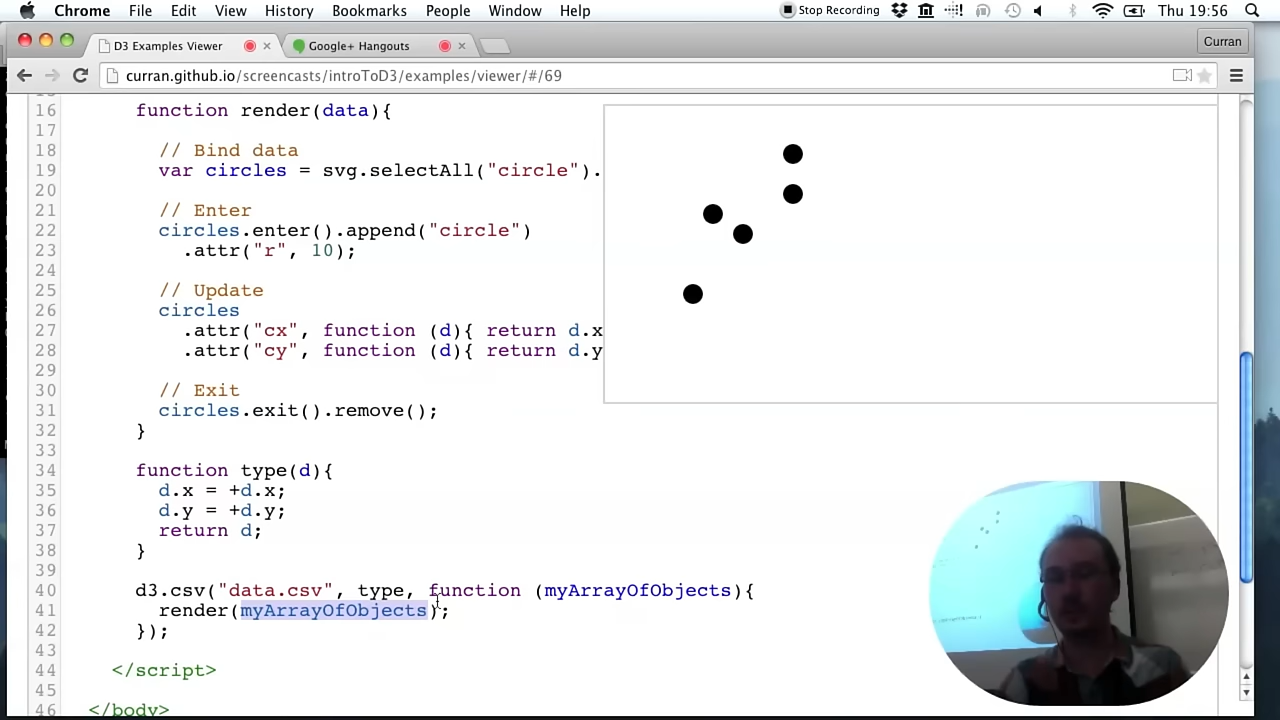 Chrome File Edit View History Bookmarks People Window Help Stop Recording Thu 19:56
D3 Examples Viewer × Google+ Hangouts × Curran
curran.github.io/screencasts/introToD3/examples/viewer/#/69
16 function render(data){
17
18 // Bind data
19 var circles = svg.selectAll("circle").
20
21 // Enter
22 circles.enter().append("circle")
23 .attr("r", 10);
24
25 // Update
26 circles
27 .attr("cx", function (d){ return d.x
28 .attr("cy", function (d){ return d.y
29
30 // Exit
31 circles.exit().remove();
32 }
33
34 function type(d){
35 d.x = +d.x;
36 d.y = +d.y;
37 return d;
38 }
39
40 d3.csv("data.csv", type, function (myArrayOfObjects){
41 render(myArrayOfObjects);
42 });
43
44 </script>
45
46 </body>